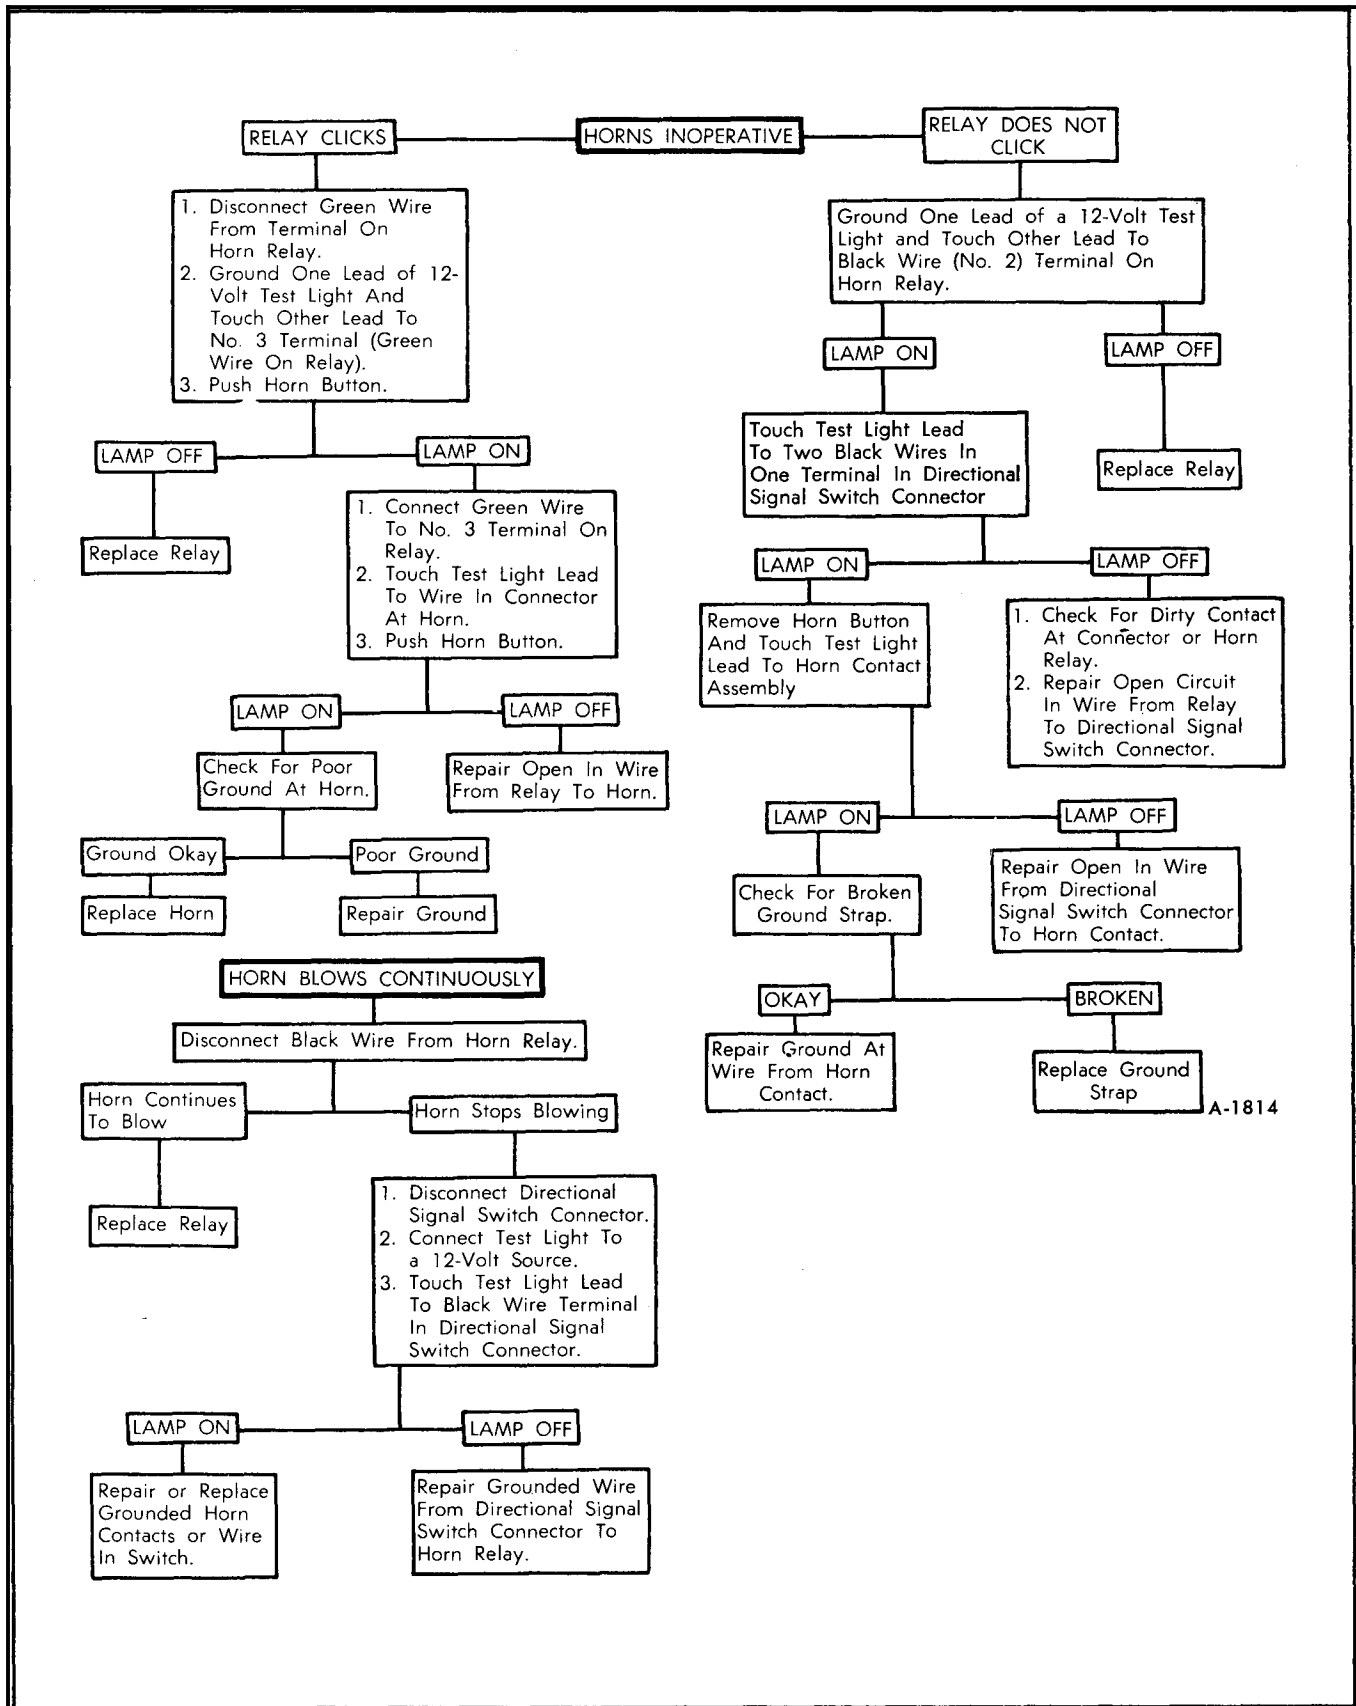 HORNS INOPERATIVE
RELAY CLICKS
1. Disconnect Green Wire
From Terminal On
Horn Relay.
2. Ground One Lead of 12-
Volt Test Light And
Touch Other Lead To
No. 3 Terminal (Green
Wire On Relay).
3. Push Horn Button.
LAMP OFF
Replace Relay
LAMP ON
1. Connect Green Wire
To No. 3 Terminal On
Relay.
2. Touch Test Light Lead
To Wire In Connector
At Horn.
3. Push Horn Button.
LAMP ON
Check For Poor
Ground At Horn.
LAMP OFF
Repair Open In Wire
From Relay To Horn.
Ground Okay
Replace Horn
Poor Ground
Repair Ground
RELAY DOES NOT
CLICK
Ground One Lead of a 12-Volt Test
Light and Touch Other Lead To
Black Wire (No. 2) Terminal On
Horn Relay.
LAMP ON
LAMP OFF
Replace Relay
Touch Test Light Lead
To Two Black Wires In
One Terminal In Directional
Signal Switch Connector
LAMP ON
LAMP OFF
1. Check For Dirty Contact
At Connector or Horn
Relay.
2. Repair Open Circuit
In Wire From Relay
To Directional Signal
Switch Connector.
Remove Horn Button
And Touch Test Light
Lead To Horn Contact
Assembly
LAMP ON
LAMP OFF
Repair Open In Wire
From Directional
Signal Switch Connector
To Horn Contact.
Check For Broken
Ground Strap.
OKAY
Repair Ground At
Wire From Horn
Contact.
BROKEN
Replace Ground
Strap
A-1814
HORN BLOWS CONTINUOUSLY
Disconnect Black Wire From Horn Relay.
Horn Continues
To Blow
Replace Relay
Horn Stops Blowing
1. Disconnect Directional
Signal Switch Connector.
2. Connect Test Light To
a 12-Volt Source.
3. Touch Test Light Lead
To Black Wire Terminal
In Directional Signal
Switch Connector.
LAMP ON
Repair or Replace
Grounded Horn
Contacts or Wire
In Switch.
LAMP OFF
Repair Grounded Wire
From Directional Signal
Switch Connector To
Horn Relay.